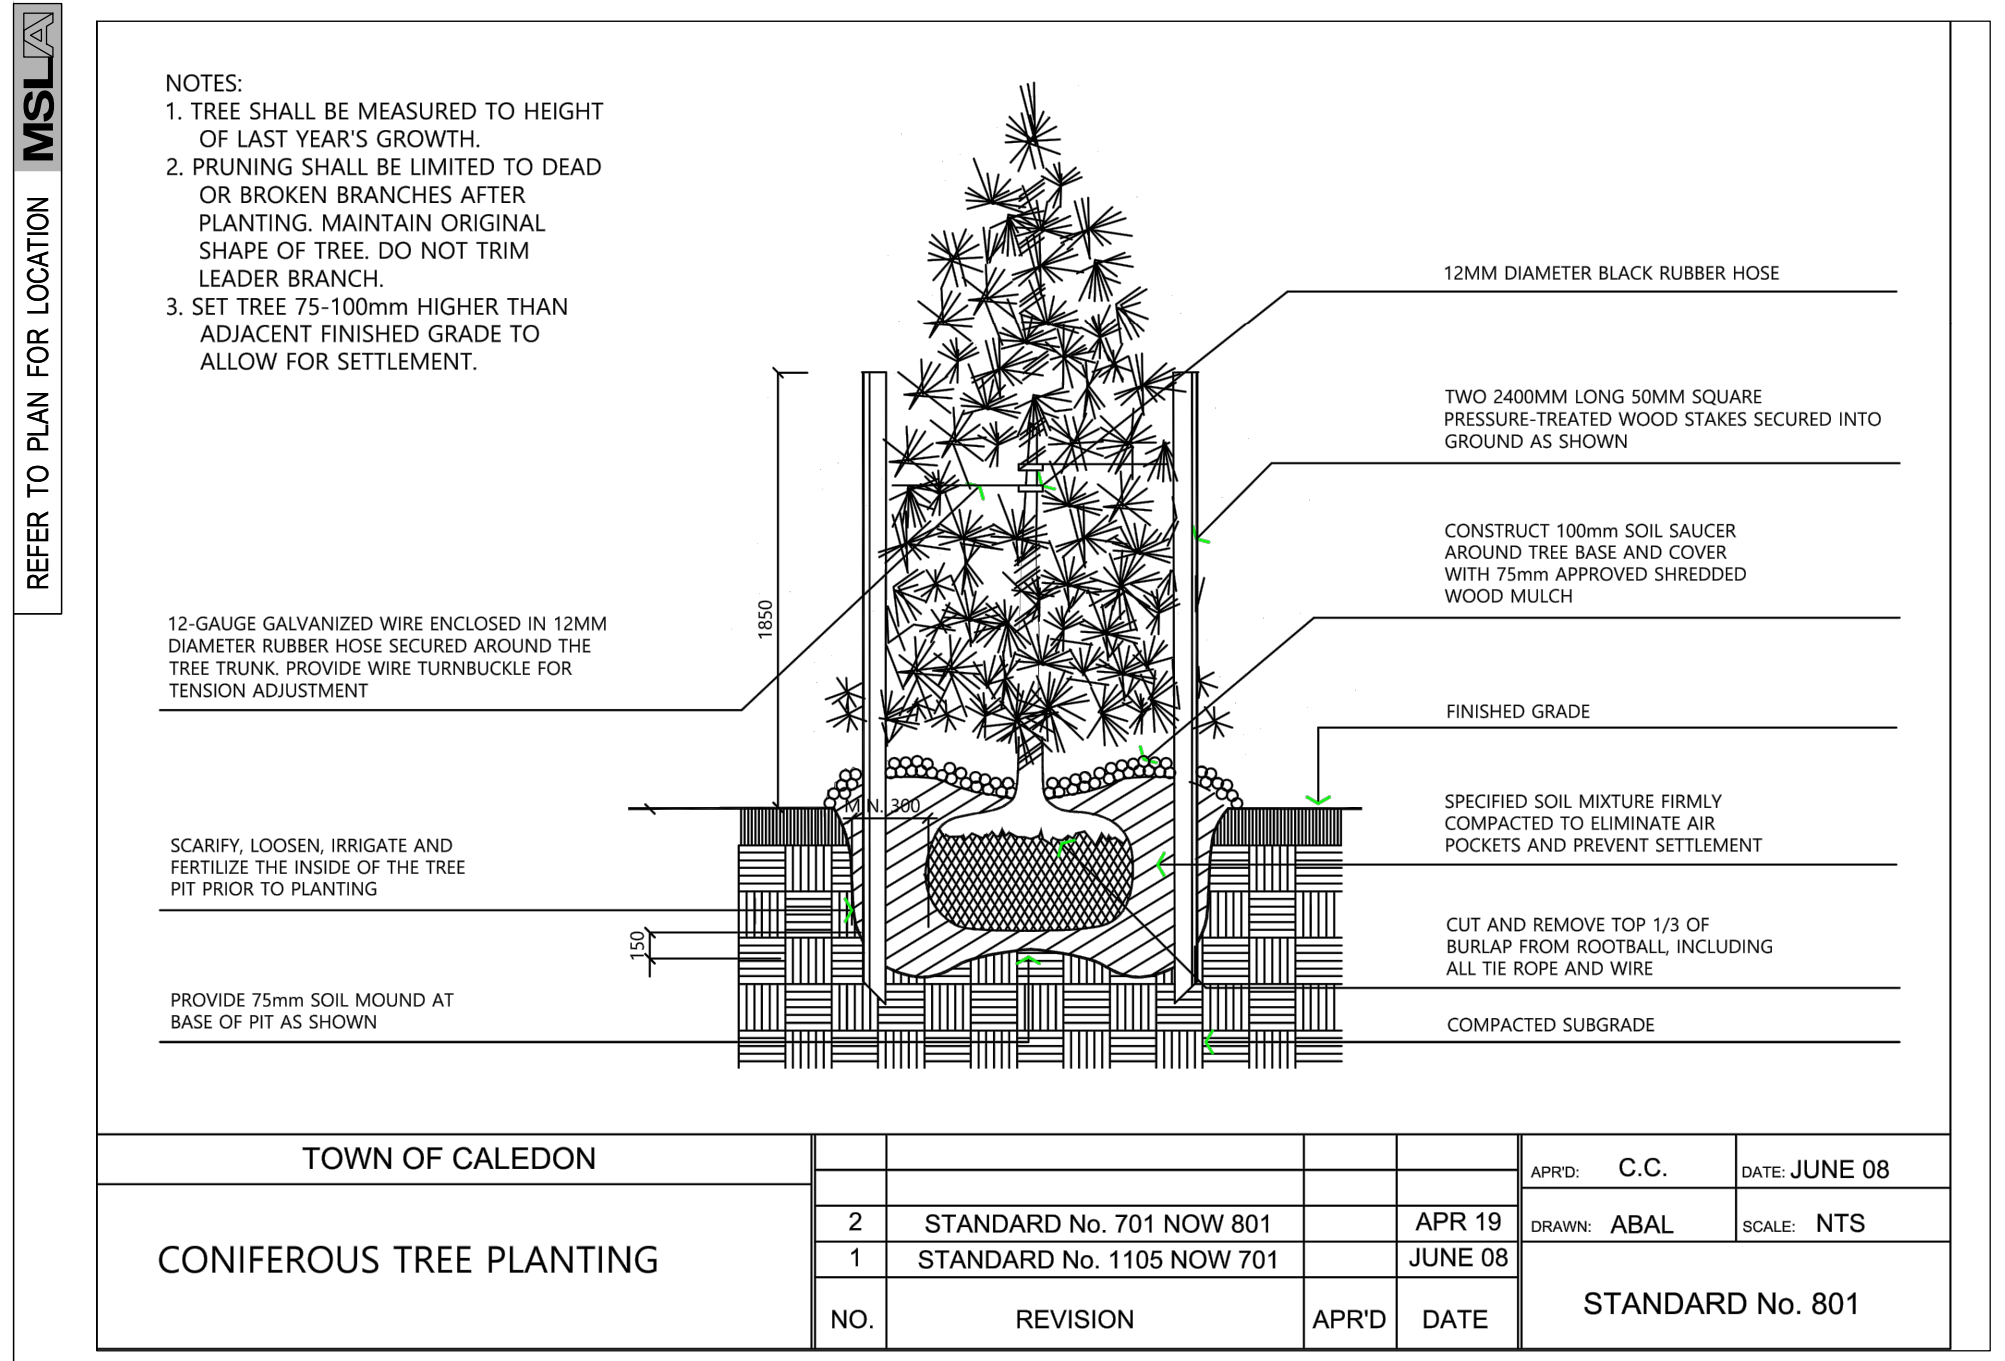 MSLA
REFER TO PLAN FOR LOCATION
NOTES:
1. TREE SHALL BE MEASURED TO HEIGHT
OF LAST YEAR'S GROWTH.
2. PRUNING SHALL BE LIMITED TO DEAD
OR BROKEN BRANCHES AFTER
PLANTING. MAINTAIN ORIGINAL
SHAPE OF TREE. DO NOT TRIM
LEADER BRANCH.
3. SET TREE 75-100mm HIGHER THAN
ADJACENT FINISHED GRADE TO
ALLOW FOR SETTLEMENT.
12-GAUGE GALVANIZED WIRE ENCLOSED IN 12MM
DIAMETER RUBBER HOSE SECURED AROUND THE
TREE TRUNK. PROVIDE WIRE TURNBUCKLE FOR
TENSION ADJUSTMENT
SCARIFY, LOOSEN, IRRIGATE AND
FERTILIZE THE INSIDE OF THE TREE
PIT PRIOR TO PLANTING
PROVIDE 75mm SOIL MOUND AT
BASE OF PIT AS SHOWN
1850
150
MIN. 300
12MM DIAMETER BLACK RUBBER HOSE
TWO 2400MM LONG 50MM SQUARE
PRESSURE-TREATED WOOD STAKES SECURED INTO
GROUND AS SHOWN
CONSTRUCT 100mm SOIL SAUCER
AROUND TREE BASE AND COVER
WITH 75mm APPROVED SHREDDED
WOOD MULCH
FINISHED GRADE
SPECIFIED SOIL MIXTURE FIRMLY
COMPACTED TO ELIMINATE AIR
POCKETS AND PREVENT SETTLEMENT
CUT AND REMOVE TOP 1/3 OF
BURLAP FROM ROOTBALL, INCLUDING
ALL TIE ROPE AND WIRE
COMPACTED SUBGRADE
TOWN OF CALEDON
CONIFEROUS TREE PLANTING
2 STANDARD No. 701 NOW 801 APR 19
1 STANDARD No. 1105 NOW 701 JUNE 08
NO. REVISION APR'D DATE
APR'D: C.C. DATE: JUNE 08
DRAWN: ABAL SCALE: NTS
STANDARD No. 801